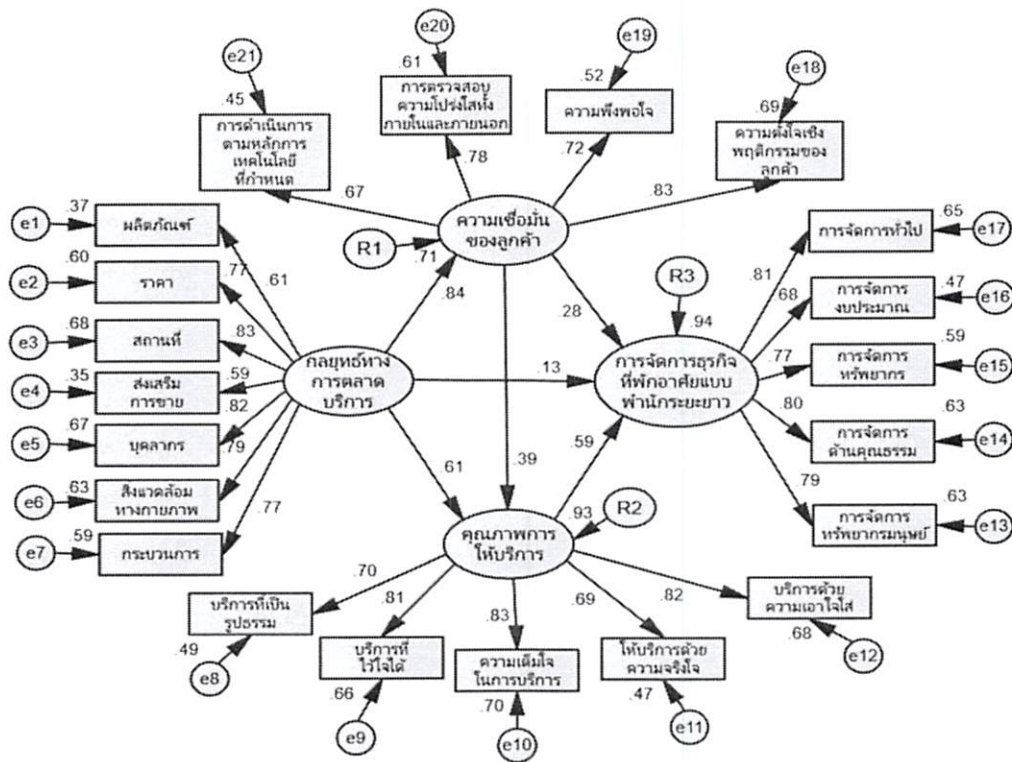 e20
e19
e21
e18
.61
.52
.69
.45
การตรวจสอบ
ความโปร่งใสทั้ง
ภายในและภายนอก
ความพึงพอใจ
การดำเนินการ
ตามหลักการ
เทคโนโลยี
ที่กำหนด
ความตั้งใจเชิง
พฤติกรรมของ
ลูกค้า
.78
.72
.67
.83
e1
.37
ผลิตภัณฑ์
ความเชื่อมั่น
ของลูกค้า
R1
.71
การจัดการทั่วไป
.65
e17
e2
.60
ราคา
.77
.61
.84
R3
.81
.68
การจัดการ
งบประมาณ
.47
e16
e3
.68
สถานที่
.83
.28
.94
กลยุทธ์ทาง
การตลาด
บริการ
การจัดการธุรกิจ
ที่พักอาศัยแบบ
พำนักระยะยาว
.13
.77
การจัดการ
ทรัพยากร
.59
e15
e4
.35
ส่งเสริม
การขาย
.59
.82
e5
.67
บุคลากร
.79
.80
การจัดการ
ด้านคุณธรรม
.63
e14
.61
.39
.59
e6
.63
สิ่งแวดล้อม
ทางกายภาพ
.77
.79
การจัดการ
ทรัพยากรมนุษย์
.63
e13
e7
.59
กระบวนการ
คุณภาพการ
ให้บริการ
.93
R2
.70
.81
.83
.69
.82
บริการที่เป็น
รูปธรรม
บริการที่
ไว้ใจได้
ความเต็มใจ
ในการบริการ
ให้บริการด้วย
ความจริงใจ
บริการด้วย
ความเอาใจใส่
.49
e8
.66
e9
.70
e10
.47
e11
.68
e12